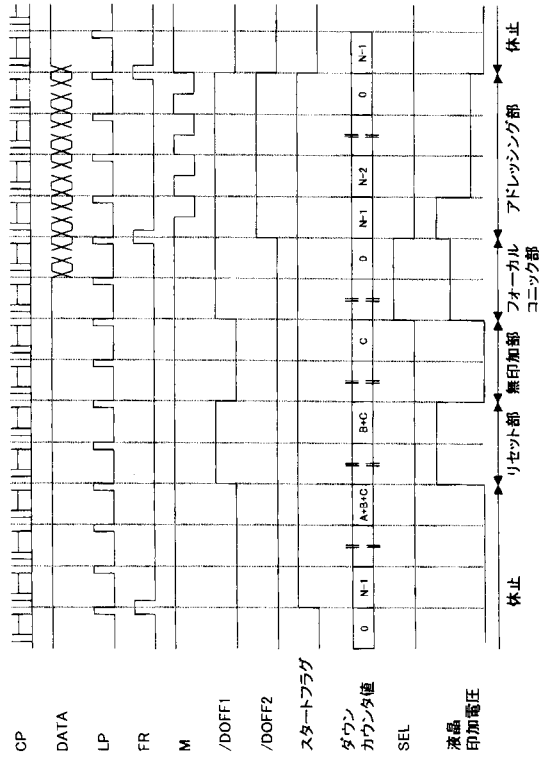 CP
DATA
LP
FR
M
/DOFF1
/DOFF2
スタートフラグ
ダウン
カウンタ値
0
N-1
A+B+C
B+C
C
0
N-1
N-2
0
N-1
SEL
液晶
印加電圧
休止
リセット部
無印加部
フォーカル
コニック部
アドレッシング部
休止